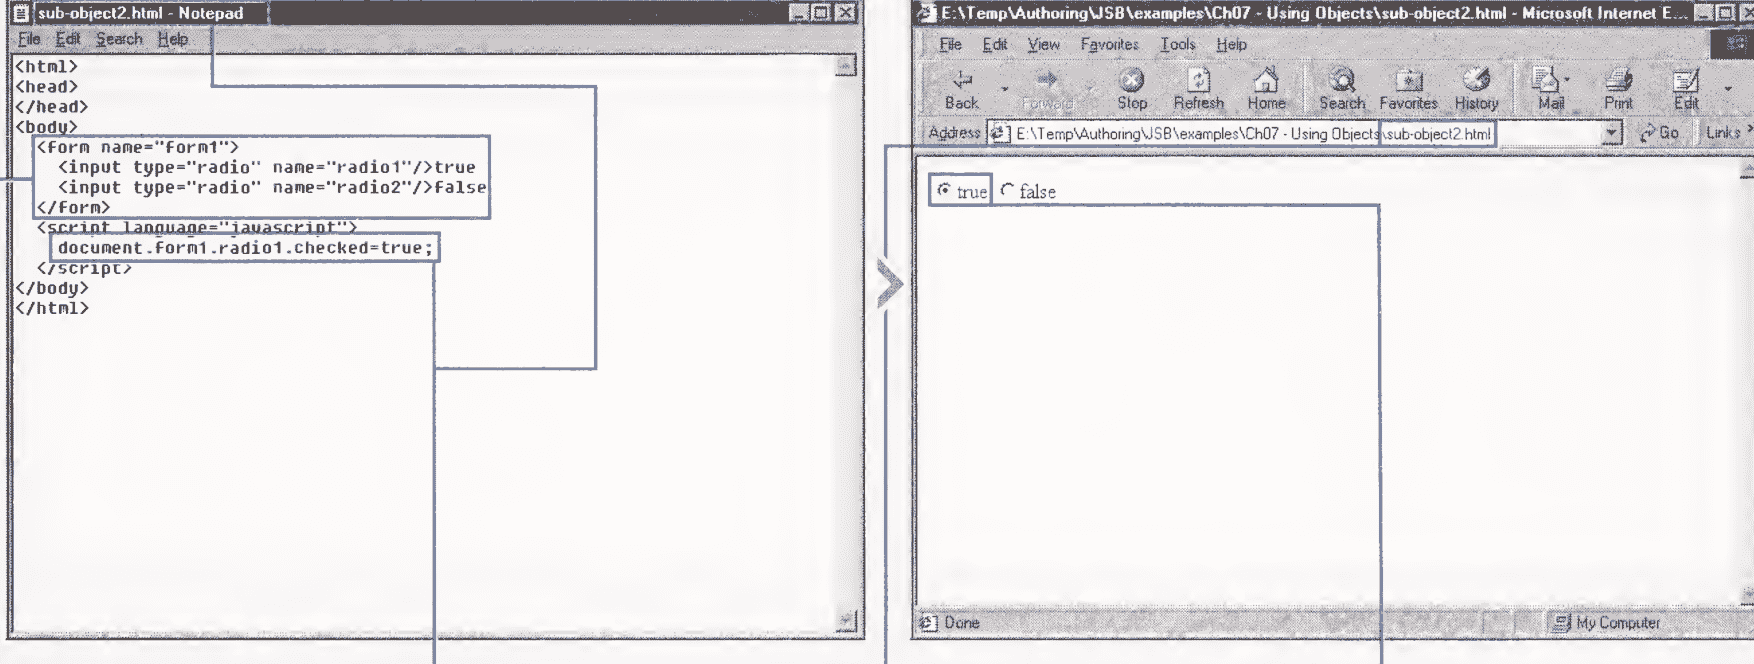 sub-object2.html - Notepad
File Edit Search Help
<html>
<head>
</head>
<body>
<form name="form1">
<input type="radio" name="radio1"/>true
<input type="radio" name="radio2"/>false
</form>
<script language="javascript">
document.form1.radio1.checked=true;
</script>
</body>
</html>
E:\Temp\Authoring\JSB\examples\Ch07 - Using Objects\sub-object2.html - Microsoft Internet E...
File Edit View Favorites Tools Help
Back Forward Stop Refresh Home Search Favorites History Mail Print Edit
Address E:\Temp\Authoring\JSB\examples\Ch07 - Using Objects\sub-object2.html Go Links »
true false
Done My Computer